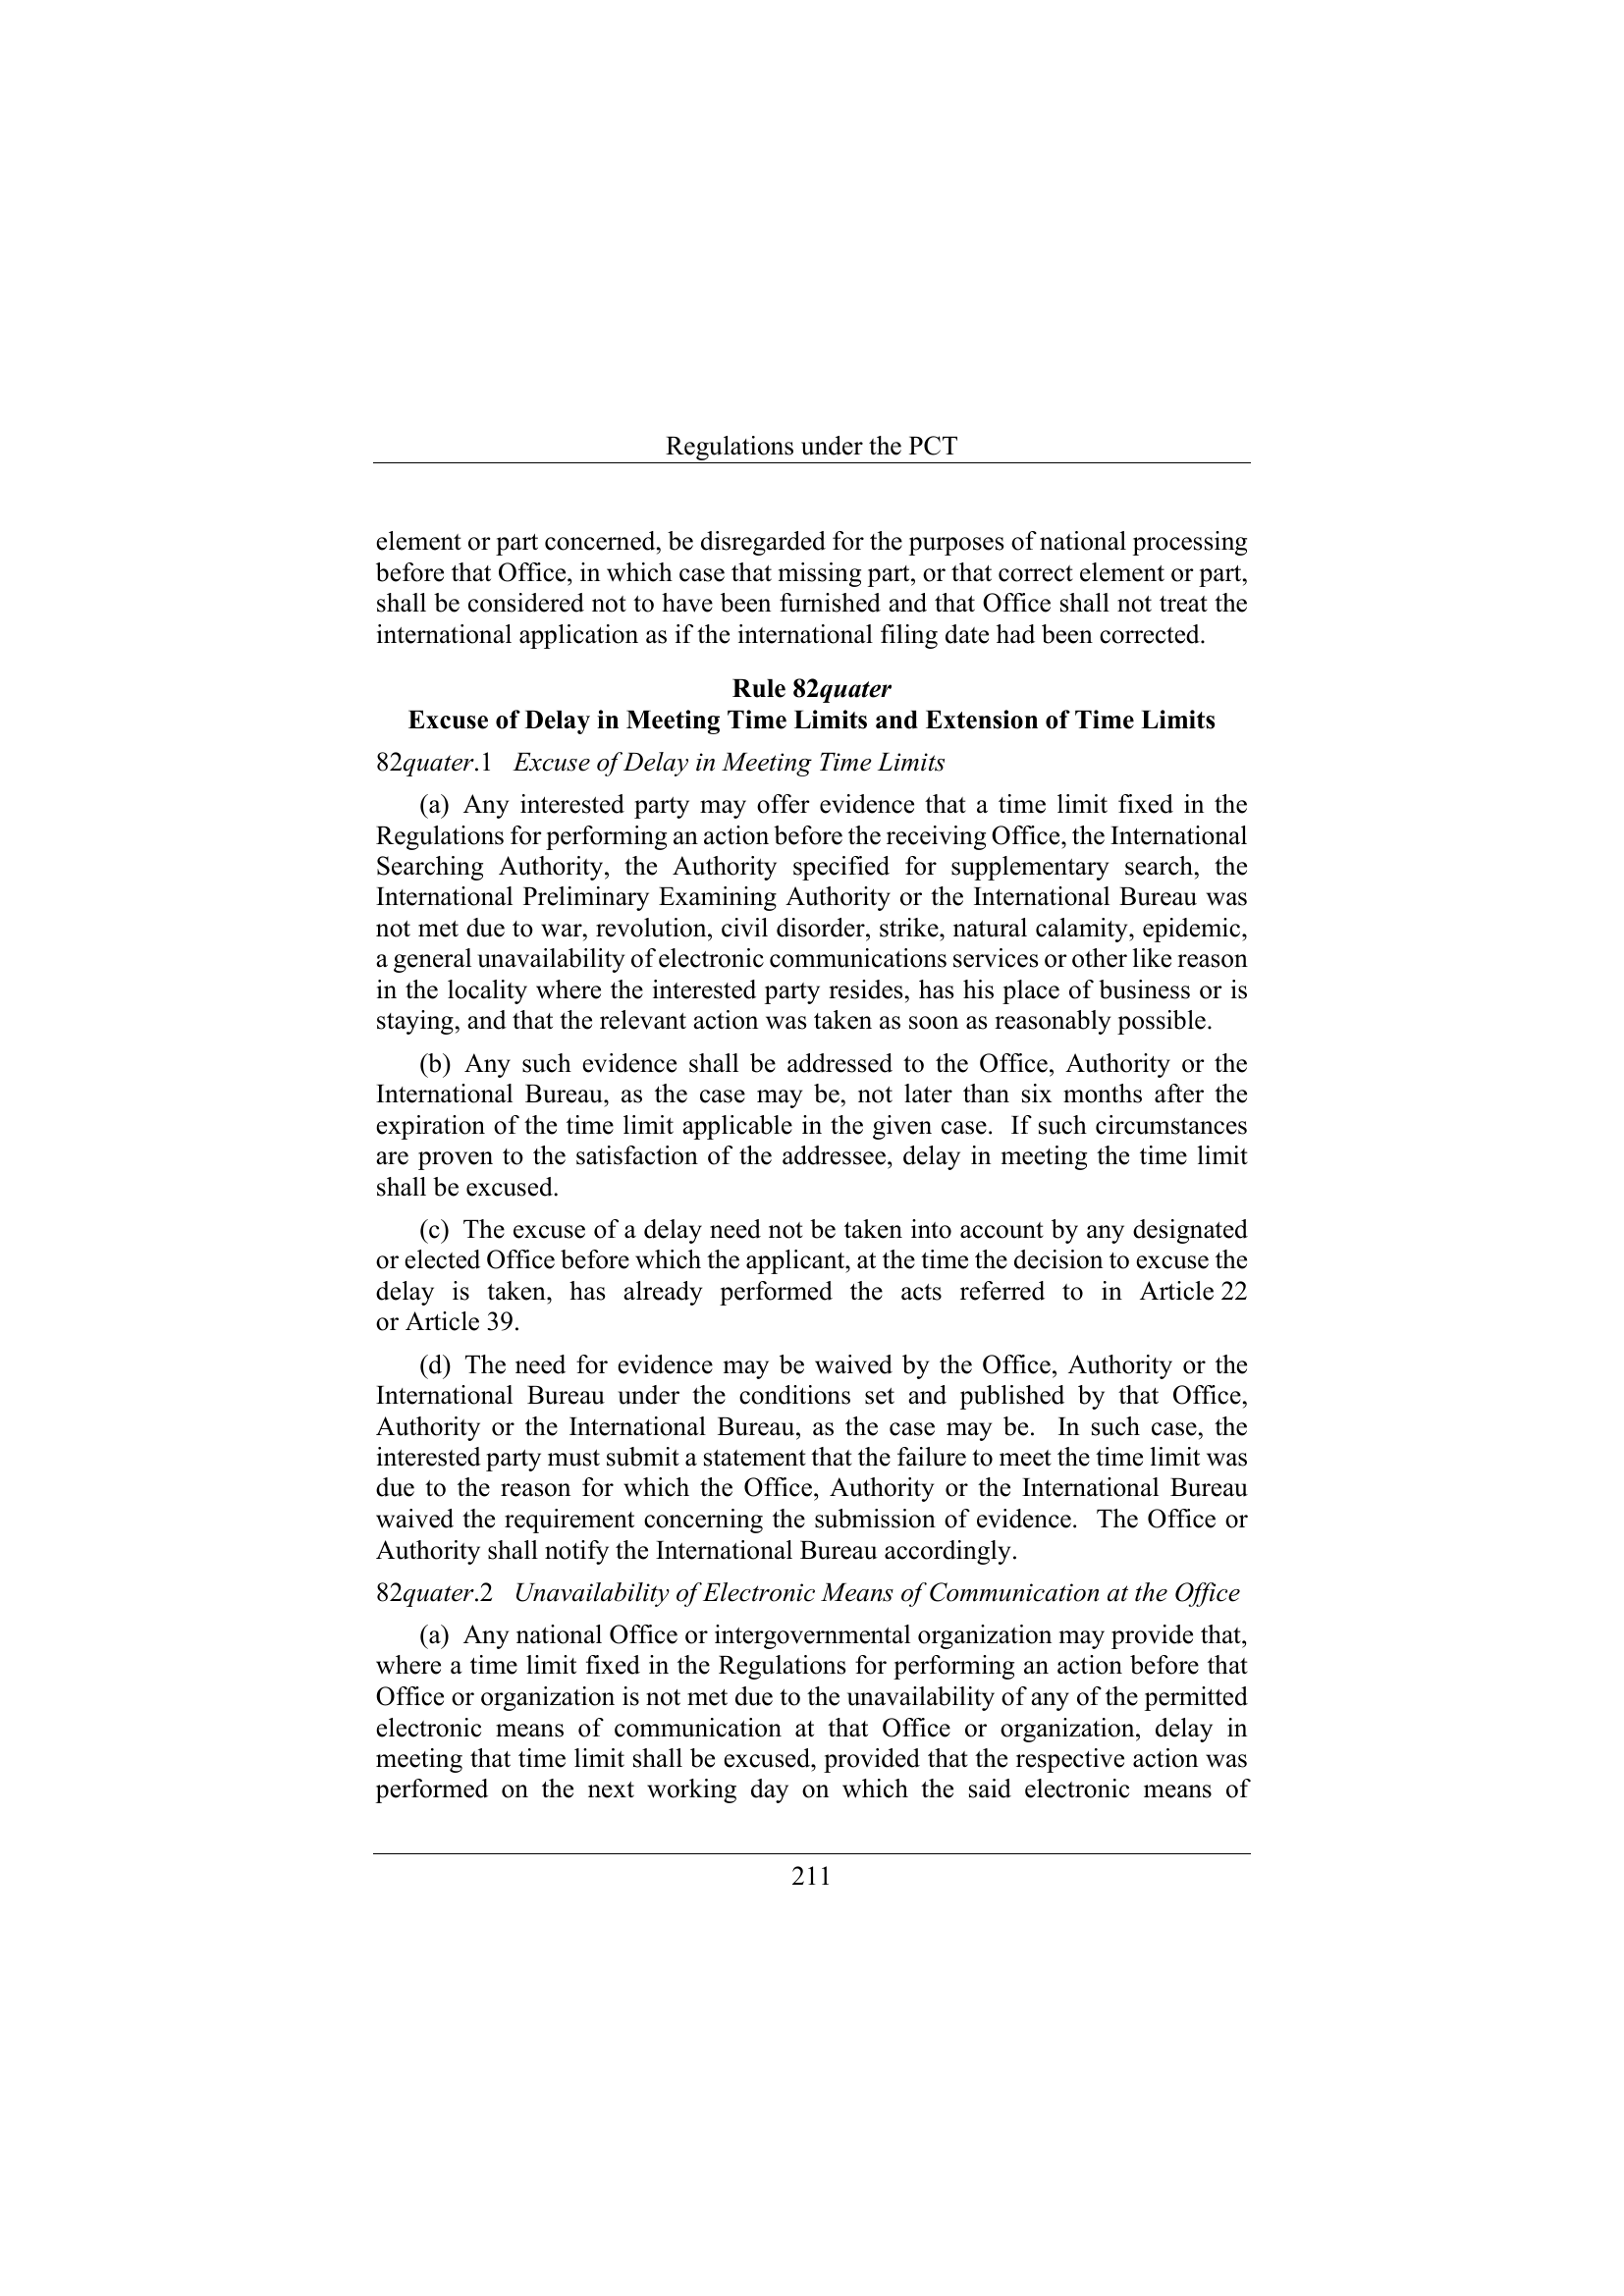 Regulations under the PCT
element or part concerned, be disregarded for the purposes of national processing
before that Office, in which case that missing part, or that correct element or part,
shall be considered not to have been furnished and that Office shall not treat the
international application as if the international filing date had been corrected.
Rule 82quater
Excuse of Delay in Meeting Time Limits and Extension of Time Limits
82quater.1 Excuse of Delay in Meeting Time Limits
(a) Any interested party may offer evidence that a time limit fixed in the
Regulations for performing an action before the receiving Office, the International
Searching Authority, the Authority specified for supplementary search, the
International Preliminary Examining Authority or the International Bureau was
not met due to war, revolution, civil disorder, strike, natural calamity, epidemic,
a general unavailability of electronic communications services or other like reason
in the locality where the interested party resides, has his place of business or is
staying, and that the relevant action was taken as soon as reasonably possible.
(b) Any such evidence shall be addressed to the Office, Authority or the
International Bureau, as the case may be, not later than six months after the
expiration of the time limit applicable in the given case. If such circumstances
are proven to the satisfaction of the addressee, delay in meeting the time limit
shall be excused.
(c) The excuse of a delay need not be taken into account by any designated
or elected Office before which the applicant, at the time the decision to excuse the
delay is taken, has already performed the acts referred to in Article 22
or Article 39.
(d) The need for evidence may be waived by the Office, Authority or the
International Bureau under the conditions set and published by that Office,
Authority or the International Bureau, as the case may be. In such case, the
interested party must submit a statement that the failure to meet the time limit was
due to the reason for which the Office, Authority or the International Bureau
waived the requirement concerning the submission of evidence. The Office or
Authority shall notify the International Bureau accordingly.
82quater.2 Unavailability of Electronic Means of Communication at the Office
(a) Any national Office or intergovernmental organization may provide that,
where a time limit fixed in the Regulations for performing an action before that
Office or organization is not met due to the unavailability of any of the permitted
electronic means of communication at that Office or organization, delay in
meeting that time limit shall be excused, provided that the respective action was
performed on the next working day on which the said electronic means of
211